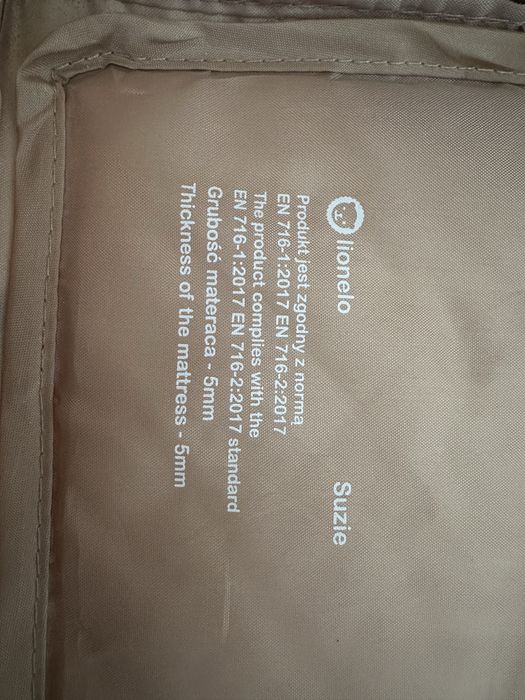 lionelo
Suzie
Produkt jest zgodny z normą
EN 716-1:2017 EN 716-2:2017
The product complies with the
EN 716-1:2017 EN 716-2:2017 standard
Grubość materaca - 5mm
Thickness of the mattress - 5mm